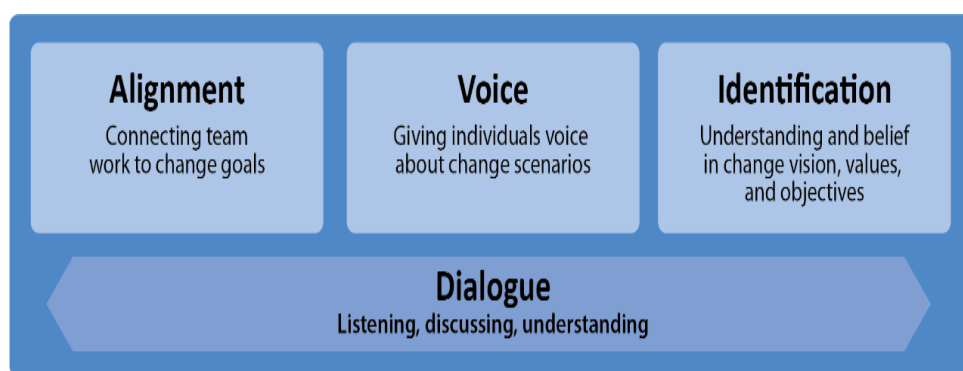 Alignment
Connecting team
work to change goals
Voice
Giving individuals voice
about change scenarios
Identification
Understanding and belief
in change vision, values,
and objectives
Dialogue
Listening, discussing, understanding